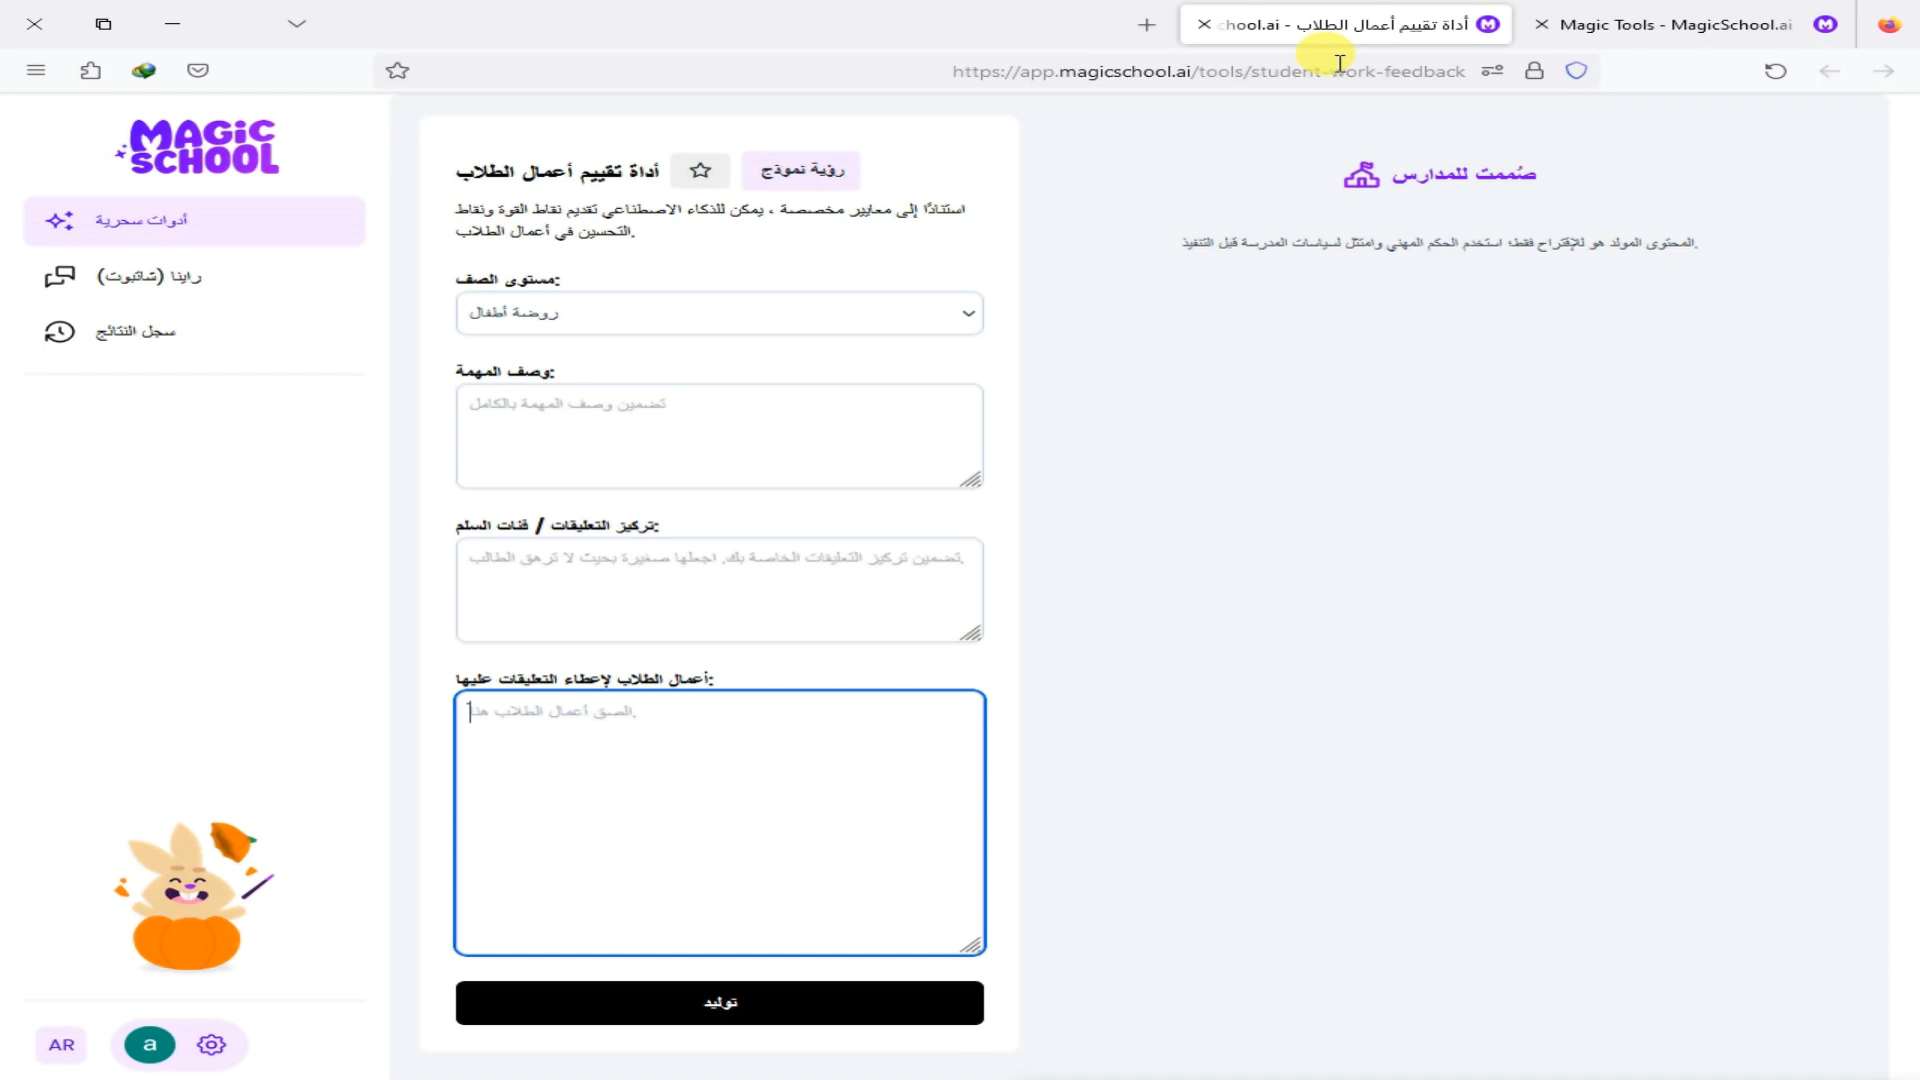 chool.ai - أداة تقييم أعمال الطلاب
Magic Tools - MagicSchool.ai
https://app.magicschool.ai/tools/student-work-feedback
MAGIC SCHOOL
أدوات سحرية
راينا (شاتبوت)
سجل النتائج
AR
a
أداة تقييم أعمال الطلاب
رؤية نموذج
استنادًا إلى معايير مخصصة ، يمكن للذكاء الاصطناعي تقديم نقاط القوة ونقاط
التحسين في أعمال الطلاب.
مستوى الصف:
روضة أطفال
وصف المهمة:
تضمين وصف المهمة بالكامل
تركيز التعليقات / فئات السلم:
تضمين تركيز التعليقات الخاصة بك. اجعلها صغيرة بحيث لا ترهق الطالب.
أعمال الطلاب لإعطاء التعليقات عليها:
الصق أعمال الطلاب هنا.
توليد
صُممت للمدارس
المحتوى المولد هو للإقتراح فقط؛ استخدم الحكم المهني وامتثل لسياسات المدرسة قبل التنفيذ.